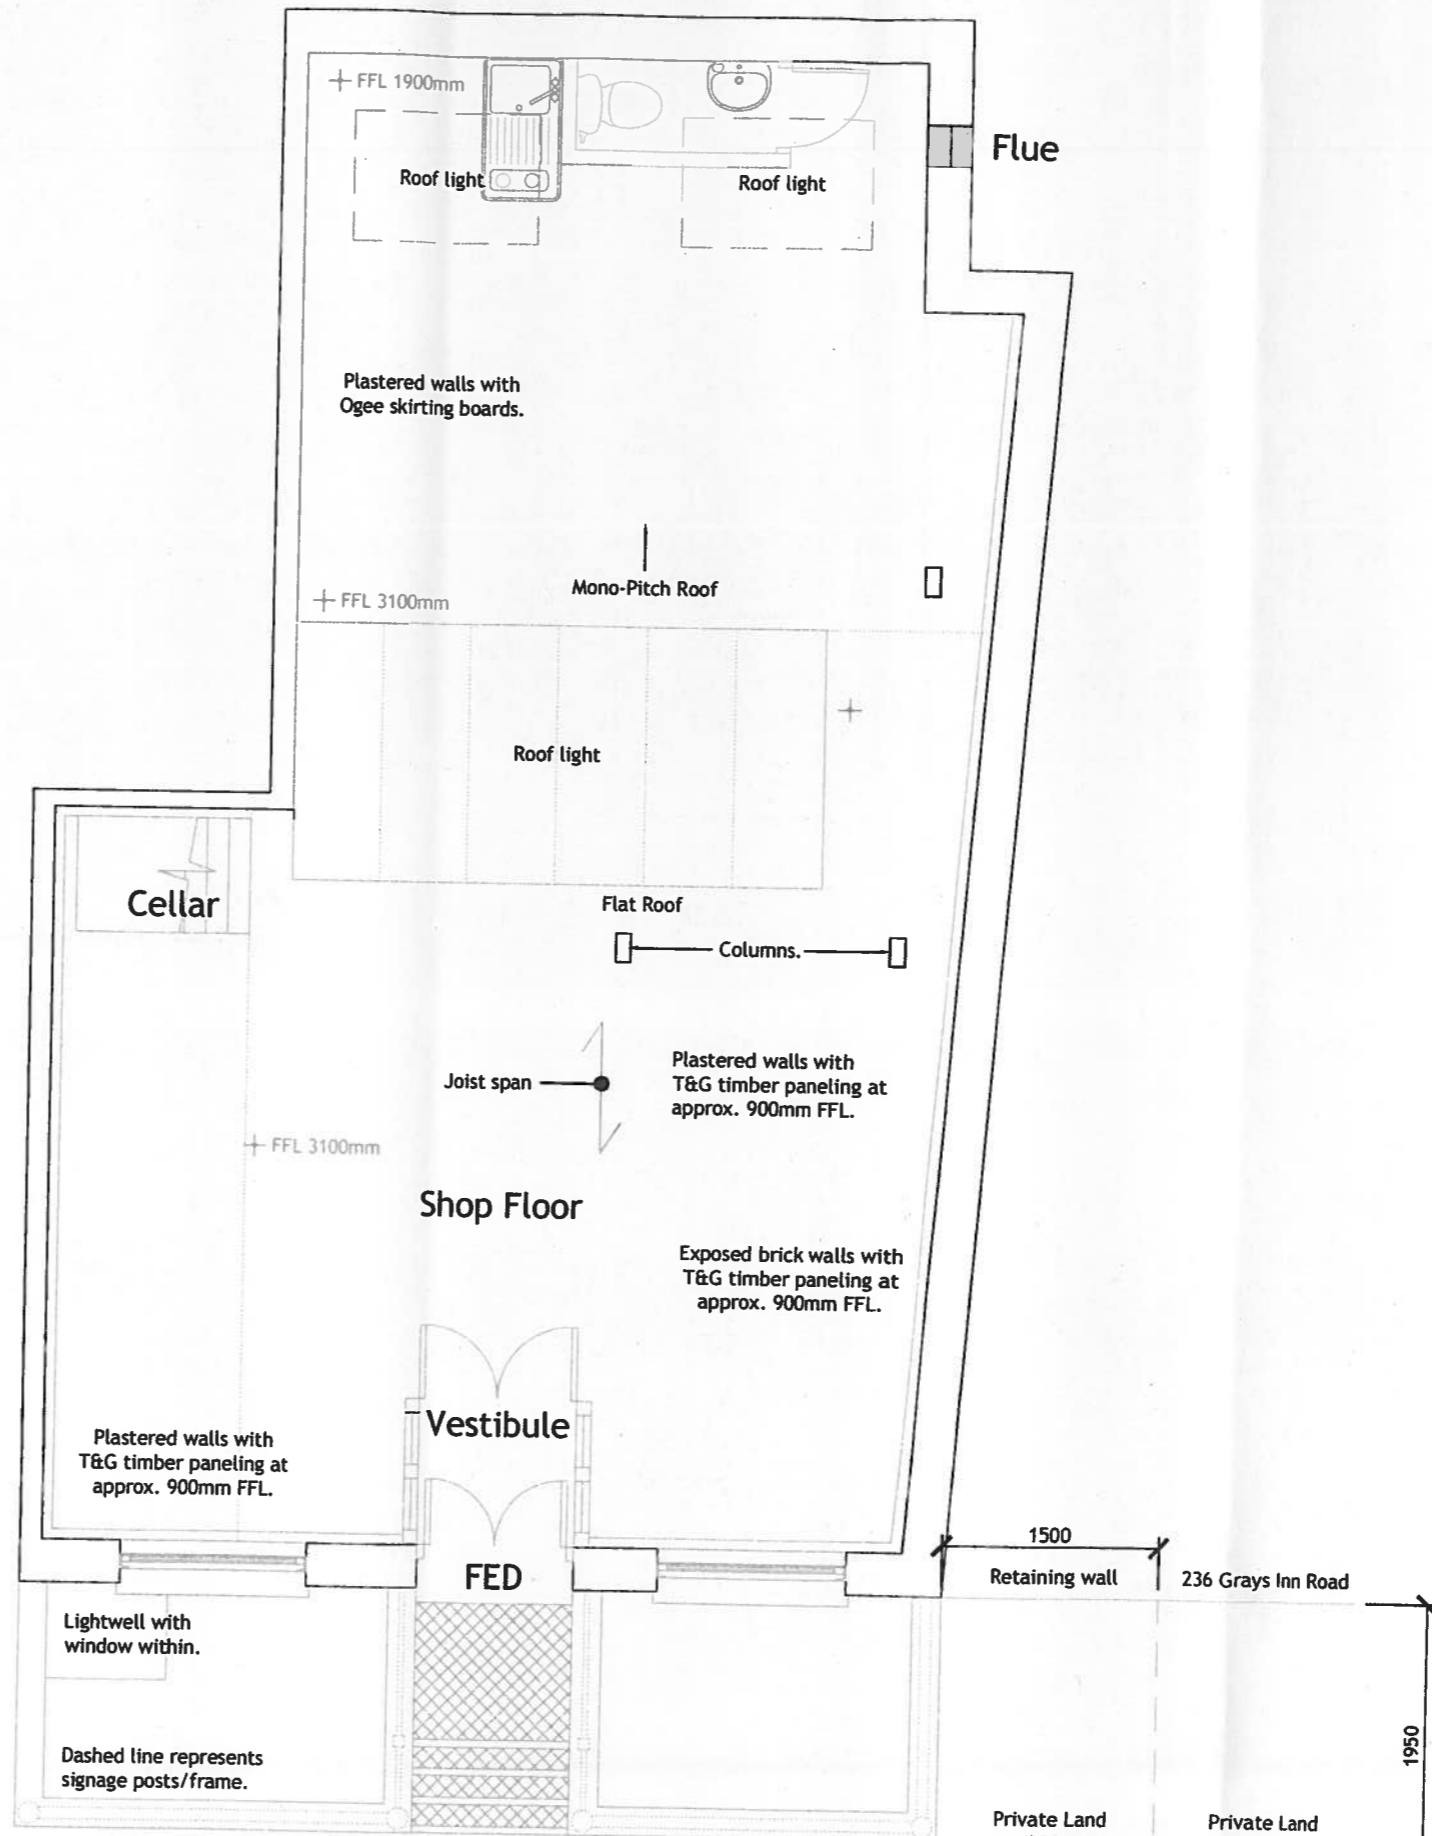 FFL 1900mm
Flue
Roof light
Roof light
Plastered walls with
Ogee skirting boards.
Mono-Pitch Roof
FFL 3100mm
Roof light
Cellar
Flat Roof
Columns.
Joist span
Plastered walls with
T&G timber paneling at
approx. 900mm FFL.
FFL 3100mm
Shop Floor
Exposed brick walls with
T&G timber paneling at
approx. 900mm FFL.
Vestibule
Plastered walls with
T&G timber paneling at
approx. 900mm FFL.
FED
1500
Retaining wall
236 Grays Inn Road
Lightwell with
window within.
1950
Dashed line represents
signage posts/frame.
Private Land
Private Land